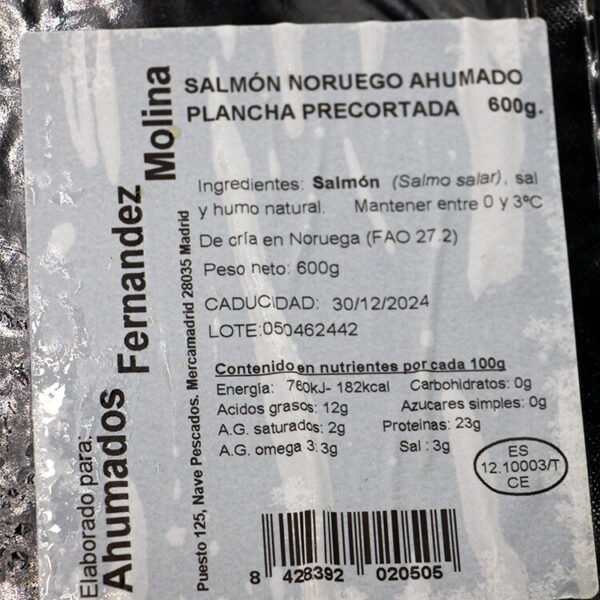 SALMÓN NORUEGO AHUMADO
PLANCHA PRECORTADA 600g.
Ingredientes: Salmón (Salmo salar), sal
y humo natural. Mantener entre 0 y 3ºC
De cría en Noruega (FAO 27.2)
Peso neto: 600g
CADUCIDAD: 30/12/2024
LOTE:050462442
Contenido en nutrientes por cada 100g
Energía: 760kJ- 182kcal Carbohidratos: 0g
Acidos grasos: 12g Azucares simples: 0g
A.G. saturados: 2g Proteinas: 23g
A.G. omega 3: 3g Sal : 3g
ES
12.10003/T
CE
8 428392 020505
Elaborado para:
Ahumados Fernandez Molina
Puesto 125, Nave Pescados. Mercamadrid 28035 Madrid